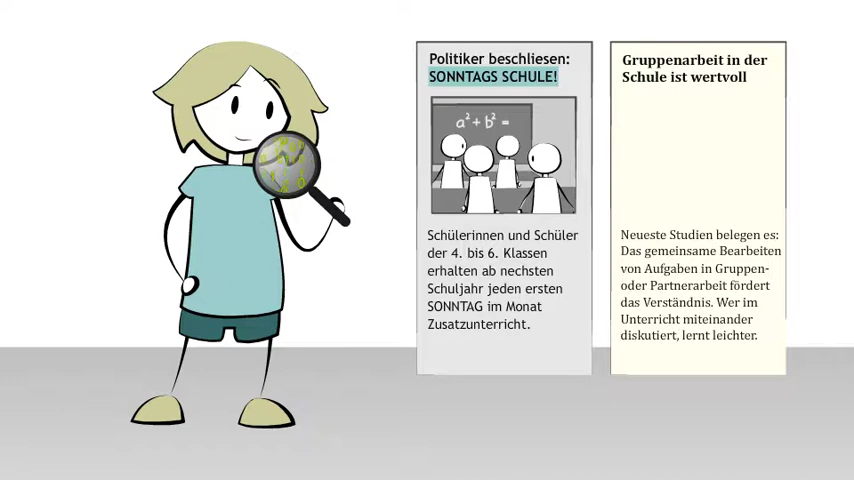 Politiker beschliesen:
SONNTAGS SCHULE!
a² + b² =
Schülerinnen und Schüler
der 4. bis 6. Klassen
erhalten ab nechsten
Schuljahr jeden ersten
SONNTAG im Monat
Zusatzunterricht.
Gruppenarbeit in der
Schule ist wertvoll
Neueste Studien belegen es:
Das gemeinsame Bearbeiten
von Aufgaben in Gruppen-
oder Partnerarbeit fördert
das Verständnis. Wer im
Unterricht miteinander
diskutiert, lernt leichter.